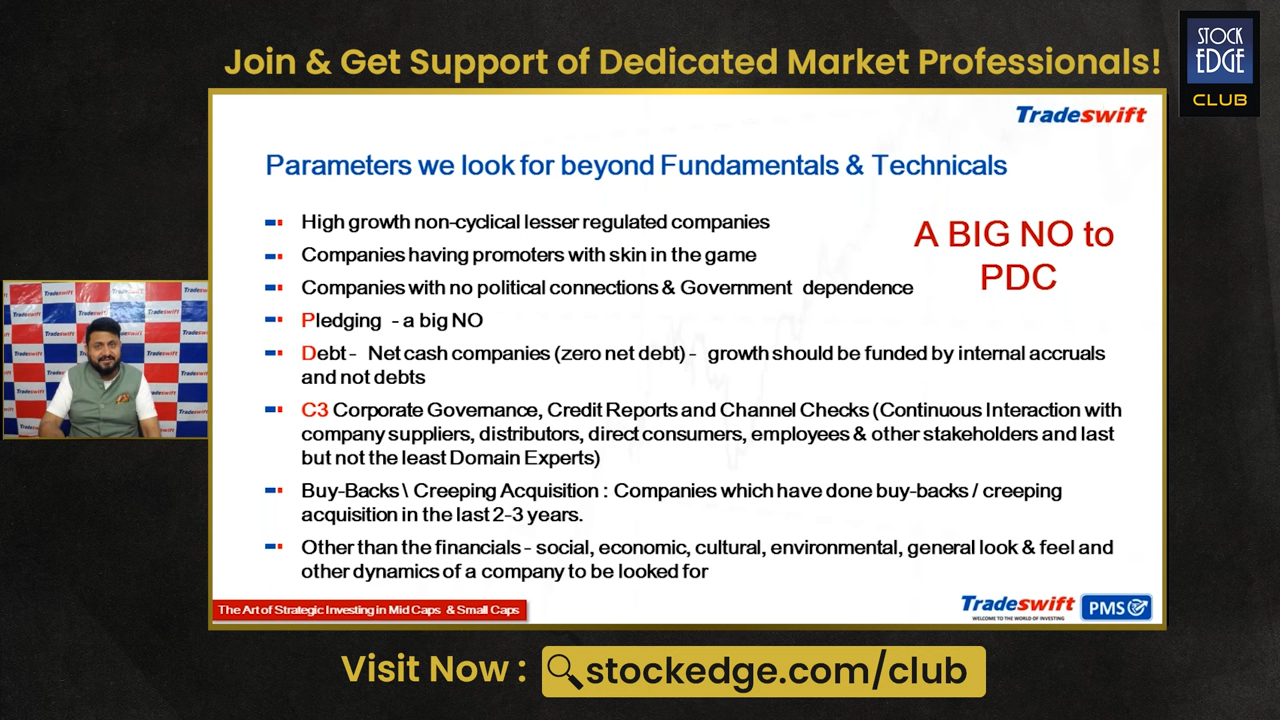 Join & Get Support of Dedicated Market Professionals!
STOCK
EDGE
CLUB
Tradeswift
Parameters we look for beyond Fundamentals & Technicals
High growth non-cyclical lesser regulated companies
Companies having promoters with skin in the game
Companies with no political connections & Government dependence
A BIG NO to
PDC
Pledging - a big NO
Debt - Net cash companies (zero net debt) - growth should be funded by internal accruals
and not debts
C3 Corporate Governance, Credit Reports and Channel Checks (Continuous Interaction with
company suppliers, distributors, direct consumers, employees & other stakeholders and last
but not the least Domain Experts)
Buy-Backs \ Creeping Acquisition : Companies which have done buy-backs / creeping
acquisition in the last 2-3 years.
Other than the financials - social, economic, cultural, environmental, general look & feel and
other dynamics of a company to be looked for
The Art of Strategic Investing in Mid Caps & Small Caps
Tradeswift
WELCOME TO THE WORLD OF INVESTING
PMS
Visit Now :
stockedge.com/club